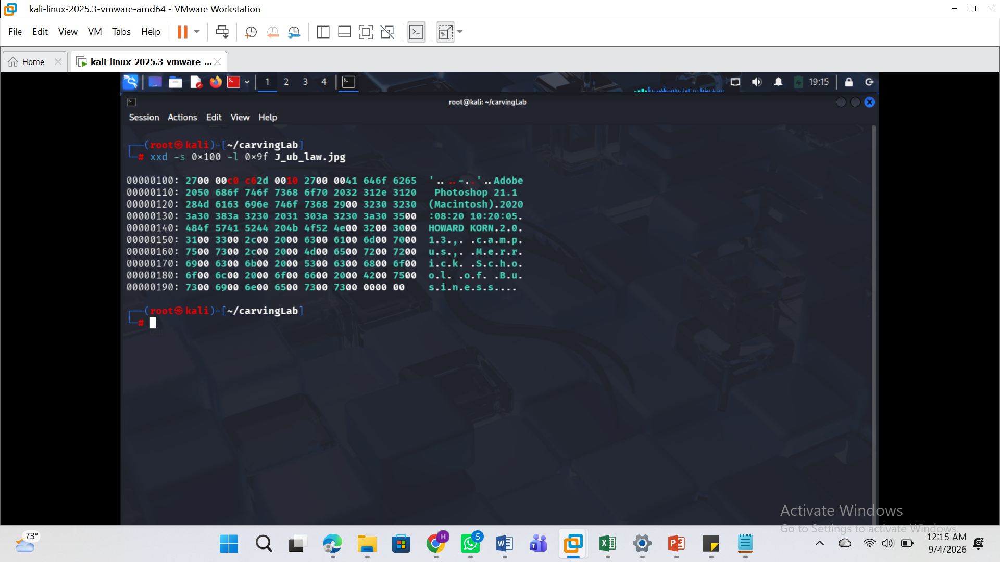 kali-linux-2025.3-vmware-amd64 - VMware Workstation
File Edit View VM Tabs Help
Home
kali-linux-2025.3-vmware-...
1 2 3 4
19:15
root@kali: ~/carvingLab
Session Actions Edit View Help
┌──(root㉿kali)-[~/carvingLab]
└─# xxd -s 0×100 -l 0×9f J_ub_law.jpg
00000100: 2700 00c0 c62d 0010 2700 0041 646f 6265 '....-..'..Adobe
00000110: 2050 686f 746f 7368 6f70 2032 312e 3120  Photoshop 21.1
00000120: 284d 6163 696e 746f 7368 2900 3230 3230 (Macintosh).2020
00000130: 3a30 383a 3230 2031 303a 3230 3a30 3500 :08:20 10:20:05.
00000140: 484f 5741 5244 204b 4f52 4e00 3200 3000 HOWARD KORN.2.0.
00000150: 3100 3300 2c00 2000 6300 6100 6d00 7000 1.3.,. .c.a.m.p.
00000160: 7500 7300 2c00 2000 4d00 6500 7200 7200 u.s.,. .M.e.r.r.
00000170: 6900 6300 6b00 2000 5300 6300 6800 6f00 i.c.k. .S.c.h.o.
00000180: 6f00 6c00 2000 6f00 6600 2000 4200 7500 o.l. .o.f. .B.u.
00000190: 7300 6900 6e00 6500 7300 7300 0000 00 s.i.n.e.s.s....
┌──(root㉿kali)-[~/carvingLab]
└─#
Activate Windows
Go to Settings to activate Windows.
73°
H
5
12:15 AM
9/4/2026